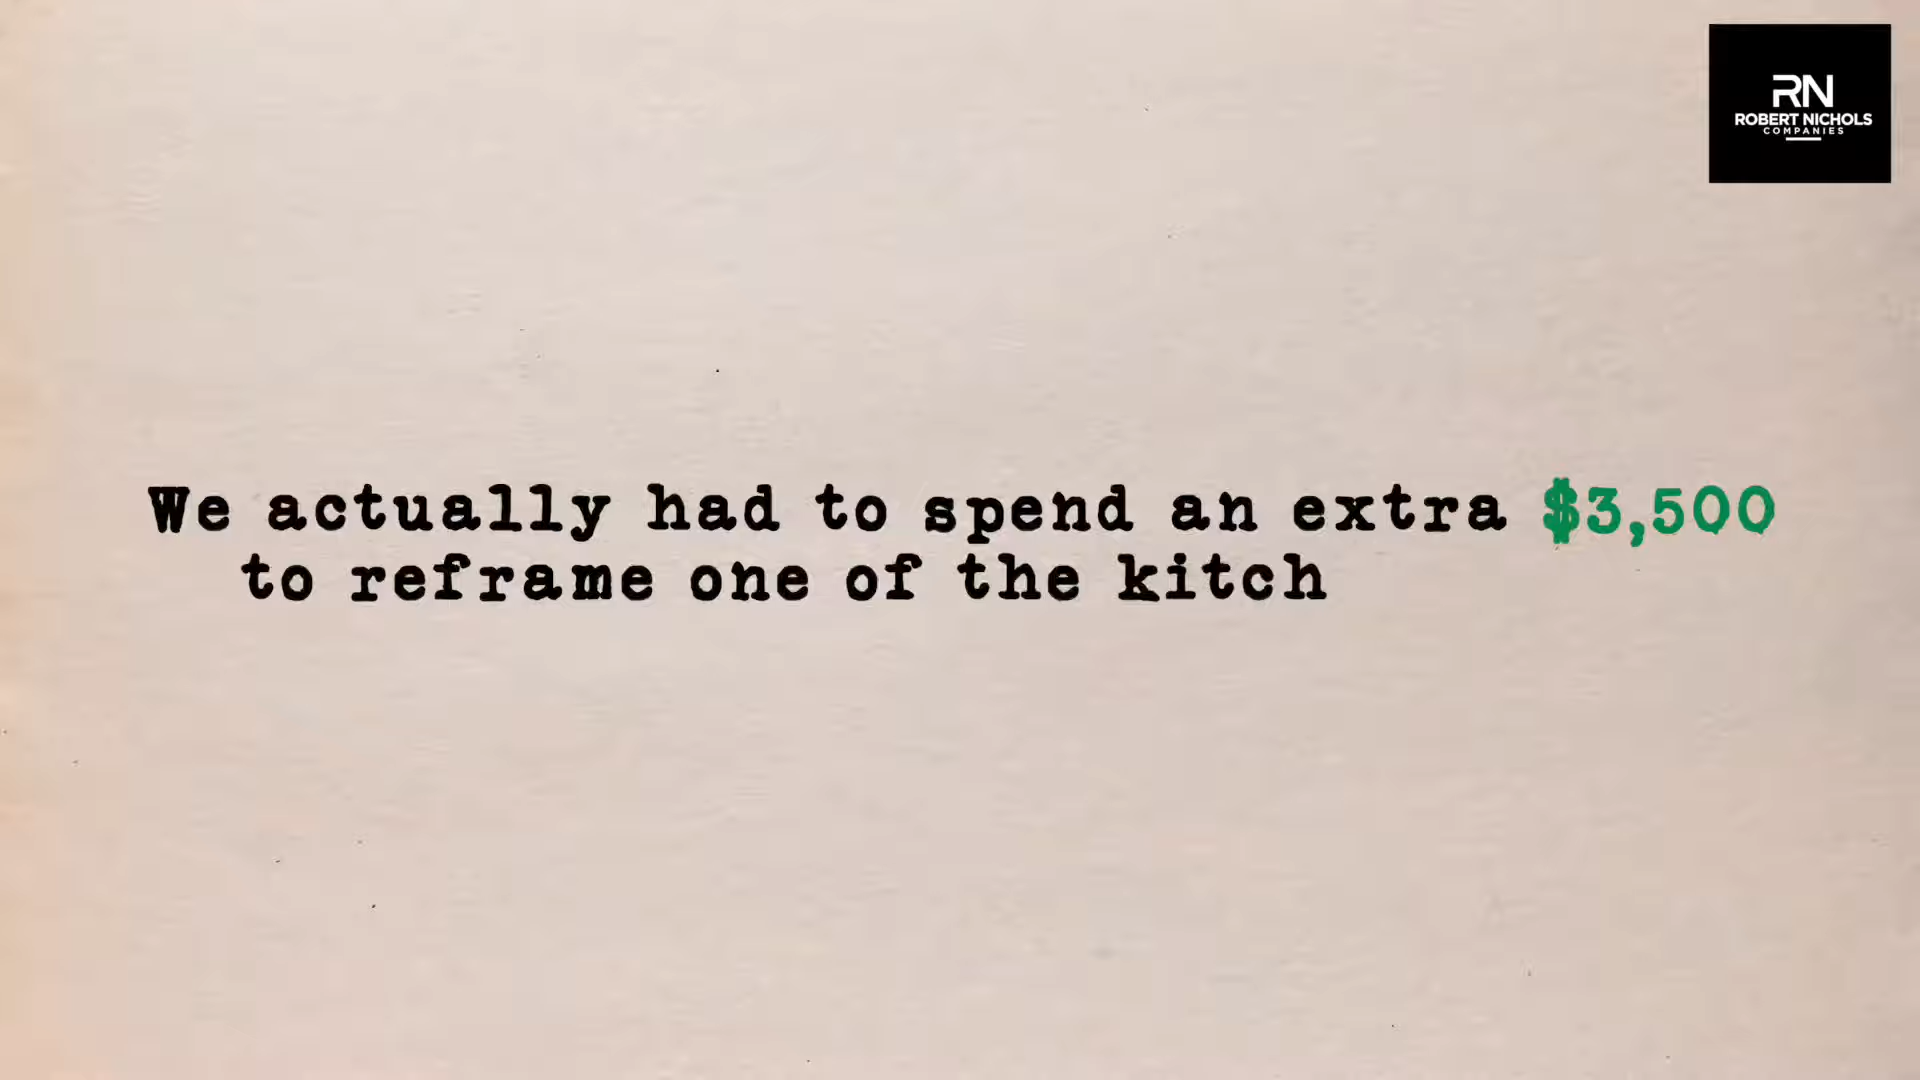 RN
ROBERT NICHOLS
COMPANIES
We actually had to spend an extra $3,500
to reframe one of the kitch